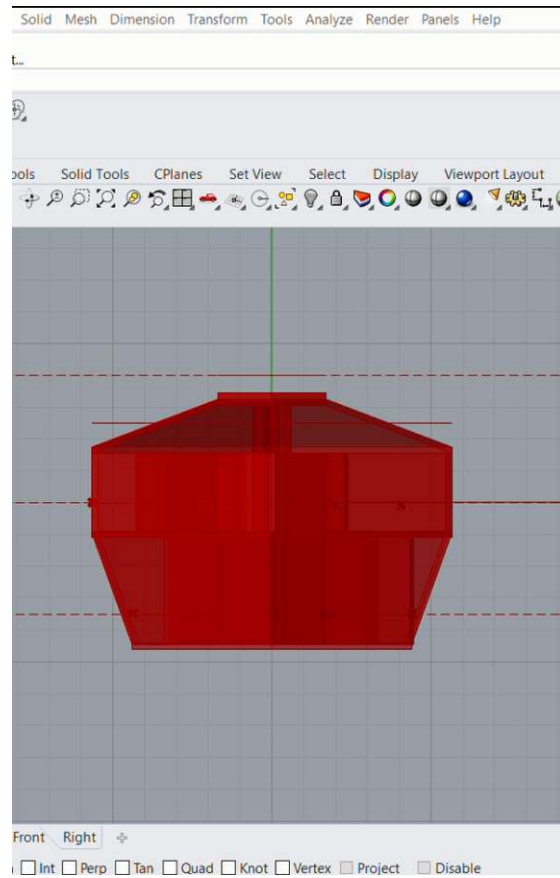 Solid Mesh Dimension Transform Tools Analyze Render Panels Help
t...
ools Solid Tools CPlanes Set View Select Display Viewport Layout
Front Right
Int Perp Tan Quad Knot Vertex Project Disable